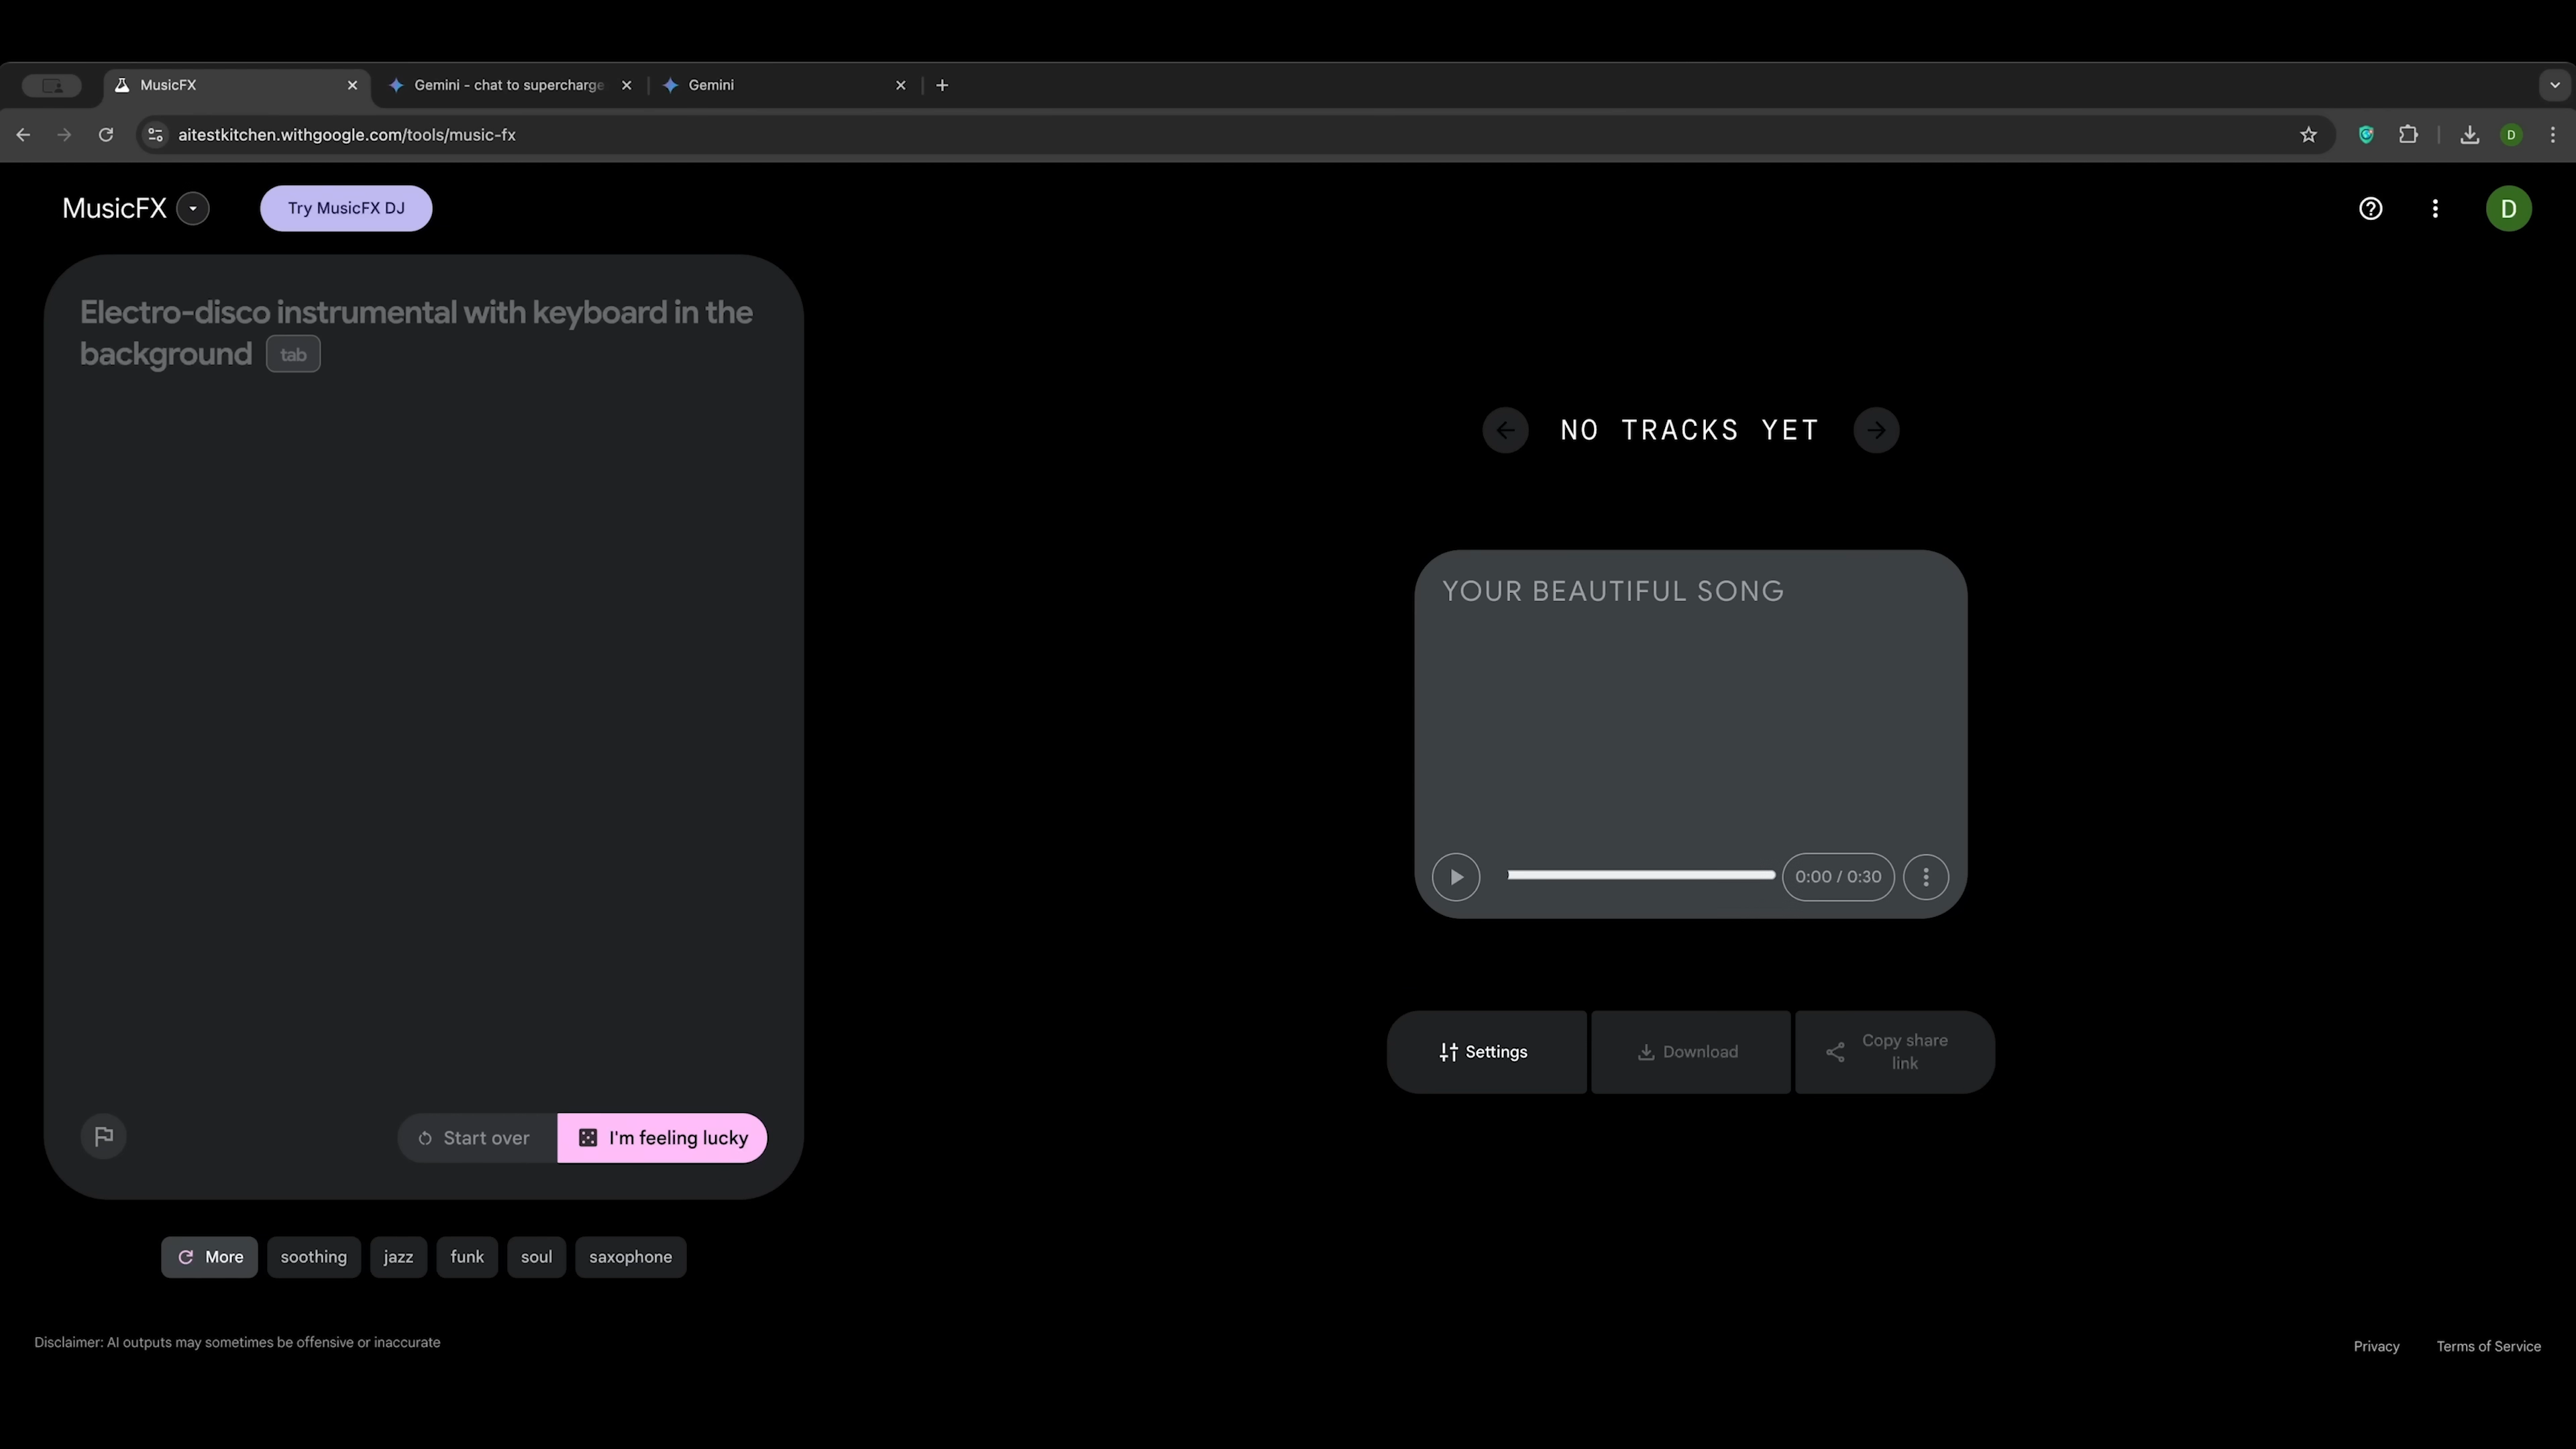 MusicFX
Gemini - chat to supercharge
Gemini
aitestkitchen.withgoogle.com/tools/music-fx
D
MusicFX
Try MusicFX DJ
D
Electro-disco instrumental with keyboard in the
background tab
NO TRACKS YET
YOUR BEAUTIFUL SONG
0:00 / 0:30
Settings
Download
Copy share
link
Start over
I'm feeling lucky
More
soothing
jazz
funk
soul
saxophone
Disclaimer: AI outputs may sometimes be offensive or inaccurate
Privacy
Terms of Service